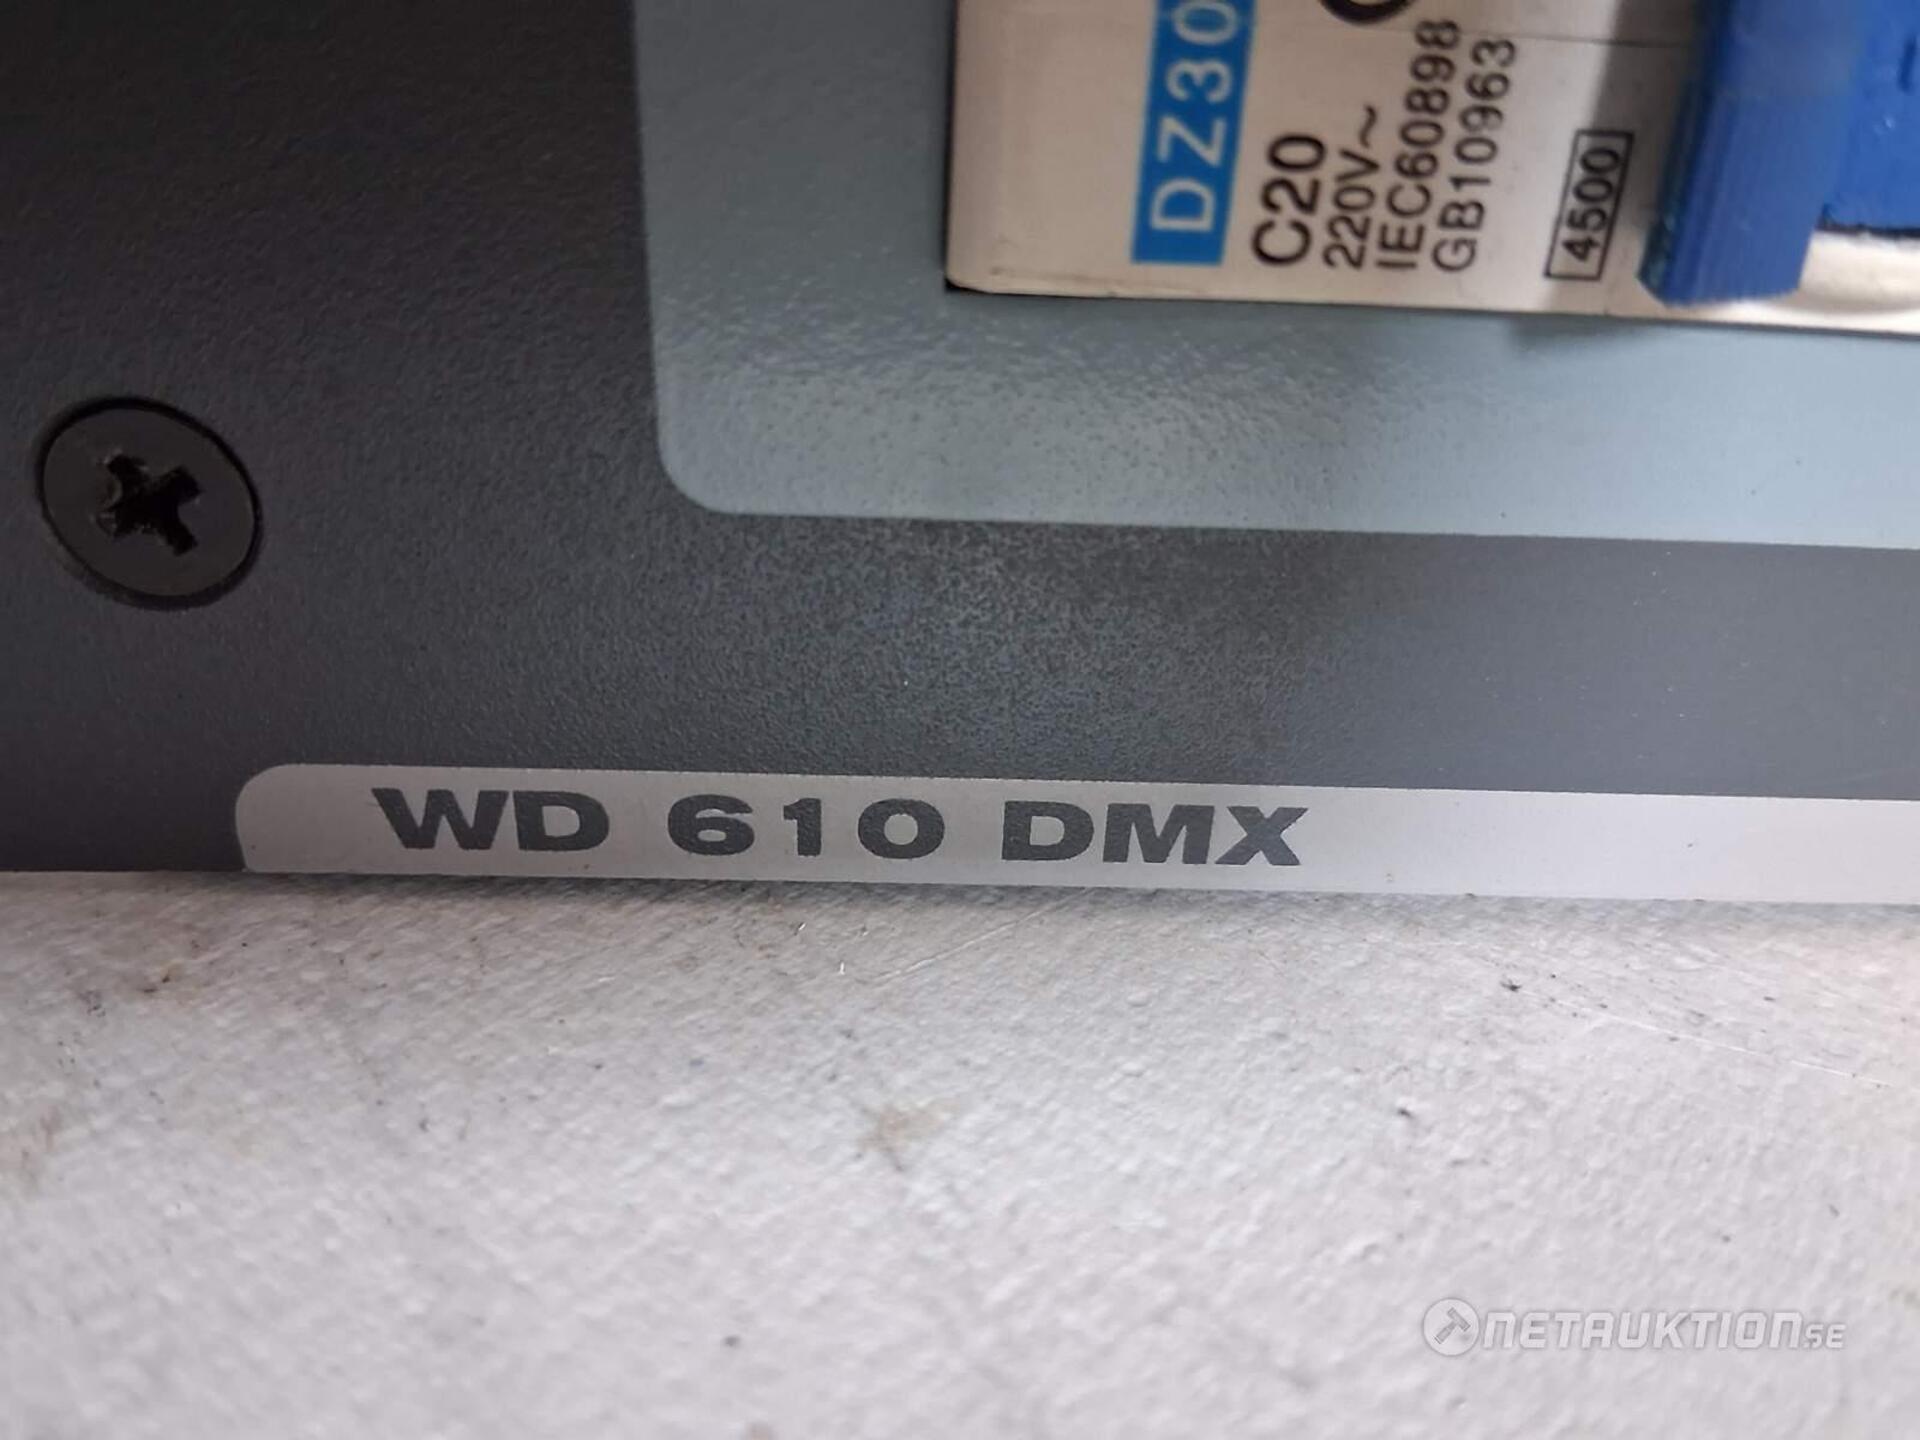 DZ30
C20
220V~
IEC60898
GB10963
4500
WD 610 DMX
NETAUKTION.SE